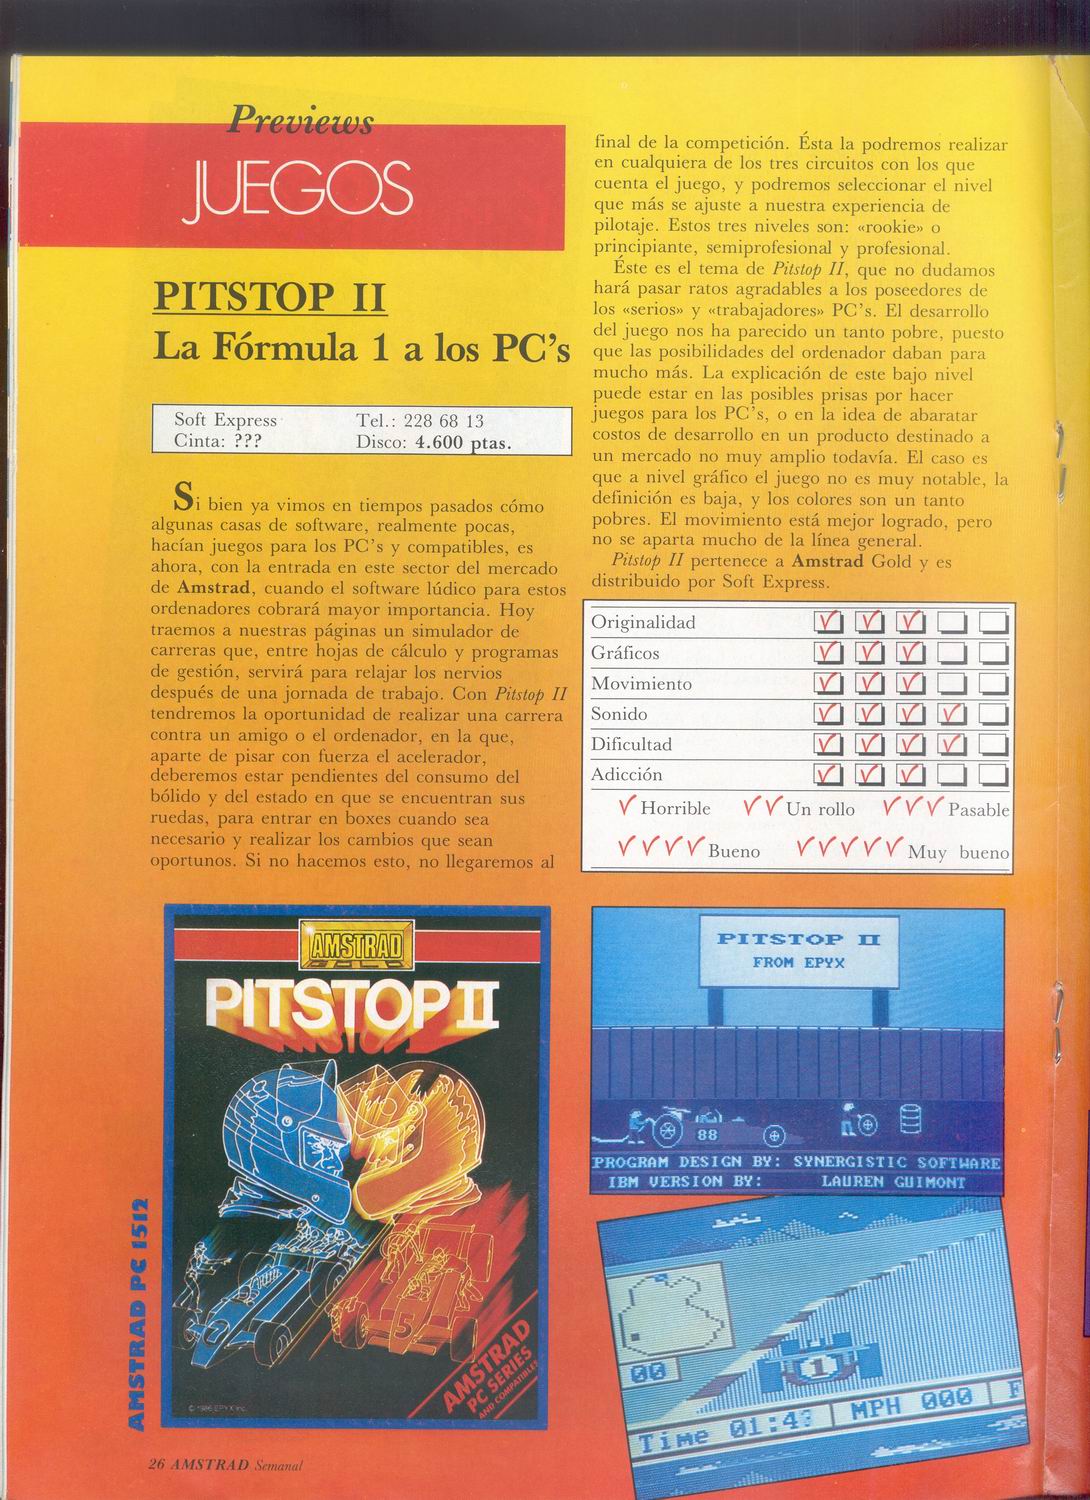 Previews
JUEGOS
PITSTOP II
La Fórmula 1 a los PC's
Soft Express Tel.: 228 68 13
Cinta: ??? Disco: 4.600 ptas.
Si bien ya vimos en tiempos pasados cómo
algunas casas de software, realmente pocas,
hacían juegos para los PC's y compatibles, es
ahora, con la entrada en este sector del mercado
de Amstrad, cuando el software lúdico para estos
ordenadores cobrará mayor importancia. Hoy
traemos a nuestras páginas un simulador de
carreras que, entre hojas de cálculo y programas
de gestión, servirá para relajar los nervios
después de una jornada de trabajo. Con Pitstop II
tendremos la oportunidad de realizar una carrera
contra un amigo o el ordenador, en la que,
aparte de pisar con fuerza el acelerador,
deberemos estar pendientes del consumo del
bólido y del estado en que se encuentran sus
ruedas, para entrar en boxes cuando sea
necesario y realizar los cambios que sean
oportunos. Si no hacemos esto, no llegaremos al
final de la competición. Ésta la podremos realizar
en cualquiera de los tres circuitos con los que
cuenta el juego, y podremos seleccionar el nivel
que más se ajuste a nuestra experiencia de
pilotaje. Estos tres niveles son: «rookie» o
principiante, semiprofesional y profesional.
Éste es el tema de Pitstop II, que no dudamos
hará pasar ratos agradables a los poseedores de
los «serios» y «trabajadores» PC's. El desarrollo
del juego nos ha parecido un tanto pobre, puesto
que las posibilidades del ordenador daban para
mucho más. La explicación de este bajo nivel
puede estar en las posibles prisas por hacer
juegos para los PC's, o en la idea de abaratar
costos de desarrollo en un producto destinado a
un mercado no muy amplio todavía. El caso es
que a nivel gráfico el juego no es muy notable, la
definición es baja, y los colores son un tanto
pobres. El movimiento está mejor logrado, pero
no se aparta mucho de la línea general.
Pitstop II pertenece a Amstrad Gold y es
distribuido por Soft Express.
Originalidad
Gráficos
Movimiento
Sonido
Dificultad
Adicción
Horrible Un rollo Pasable
Bueno Muy bueno
AMSTRAD
PITSTOP II
5
AMSTRAD
PC SERIES
AND COMPATIBLES
© 1986 EPYX Inc.
AMSTRAD PC 1512
PITSTOP II
FROM EPYX
88
PROGRAM DESIGN BY: SYNERGISTIC SOFTWARE
IBM VERSION BY: LAUREN GUIMONT
00
1
Time 01:4 MPH 000 F
26 AMSTRAD Semanal